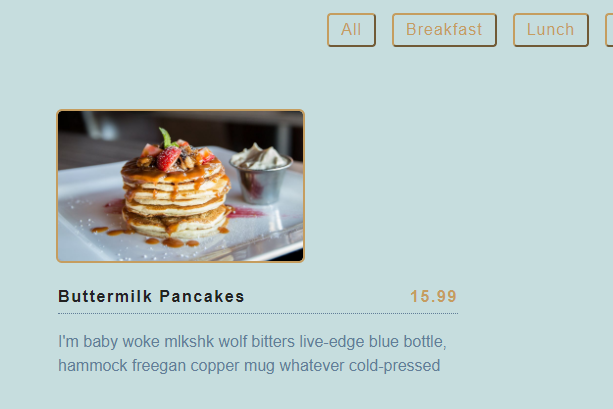 All Breakfast Lunch
Buttermilk Pancakes 15.99
I'm baby woke mlkshk wolf bitters live-edge blue bottle,
hammock freegan copper mug whatever cold-pressed